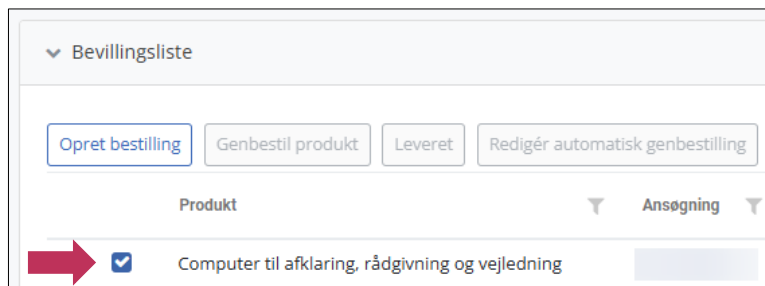 Bevillingsliste
Opret bestilling Genbestil produkt Leveret Redigér automatisk genbestilling
Produkt Ansøgning
Computer til afklaring, rådgivning og vejledning